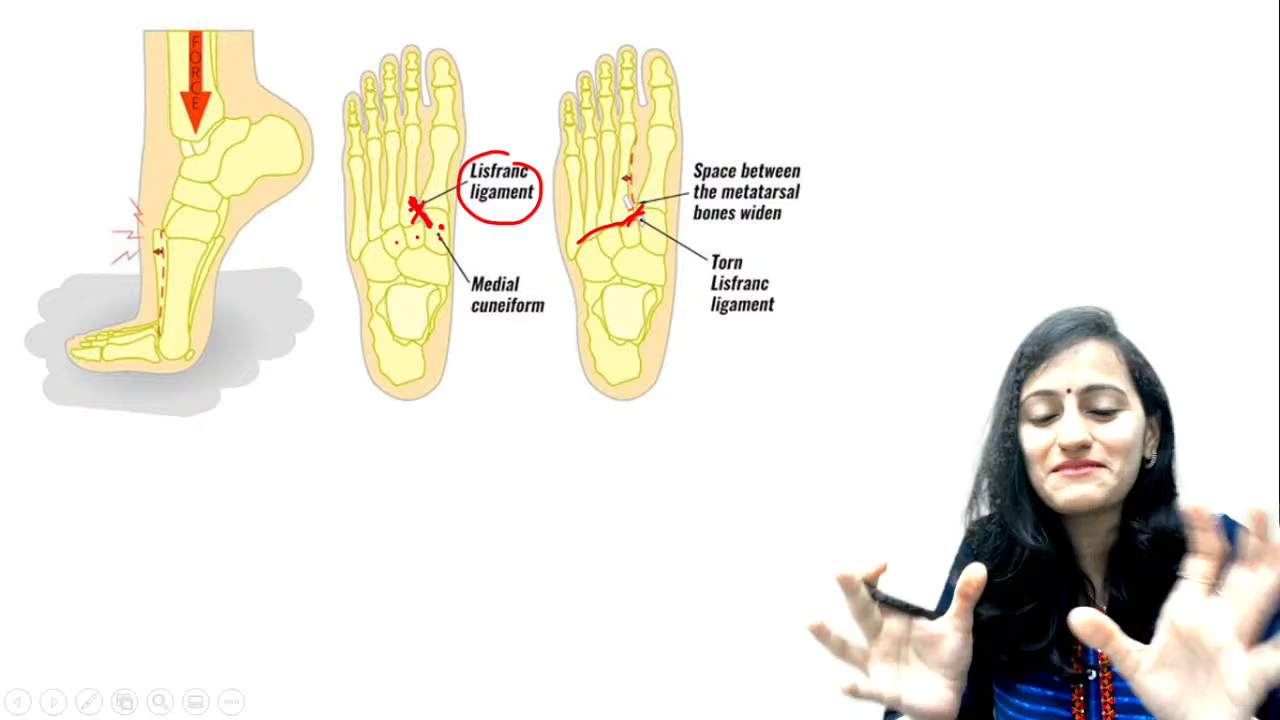 FORCE
Lisfranc
ligament
Medial
cuneiform
Space between
the metatarsal
bones widen
Torn
Lisfranc
ligament